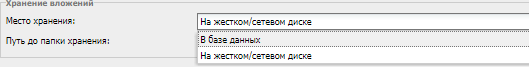 Хранение вложений
Место хранения: На жестком/сетевом диске
Путь до папки хранения: В базе данных
На жестком/сетевом диске